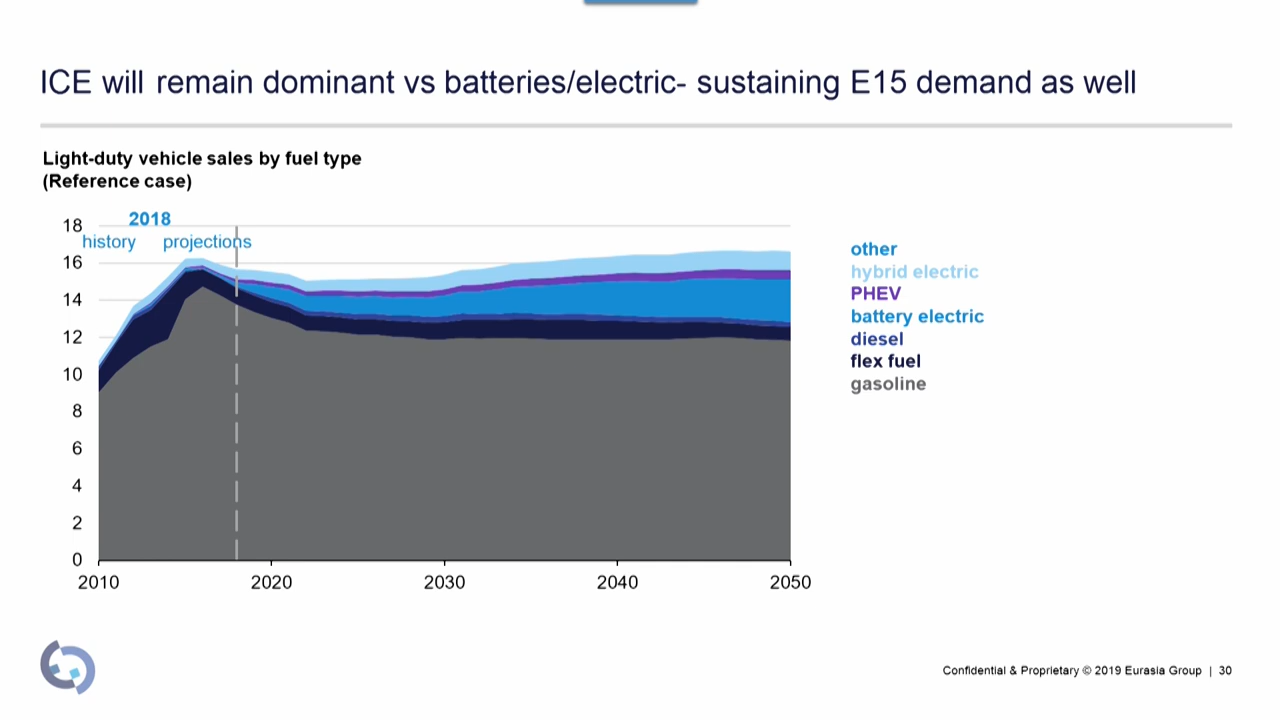 ICE will remain dominant vs batteries/electric- sustaining E15 demand as well
Light-duty vehicle sales by fuel type
(Reference case)
2018
history projections
18
16
14
12
10
8
6
4
2
0
2010 2020 2030 2040 2050
other
hybrid electric
PHEV
battery electric
diesel
flex fuel
gasoline
Confidential & Proprietary © 2019 Eurasia Group | 30